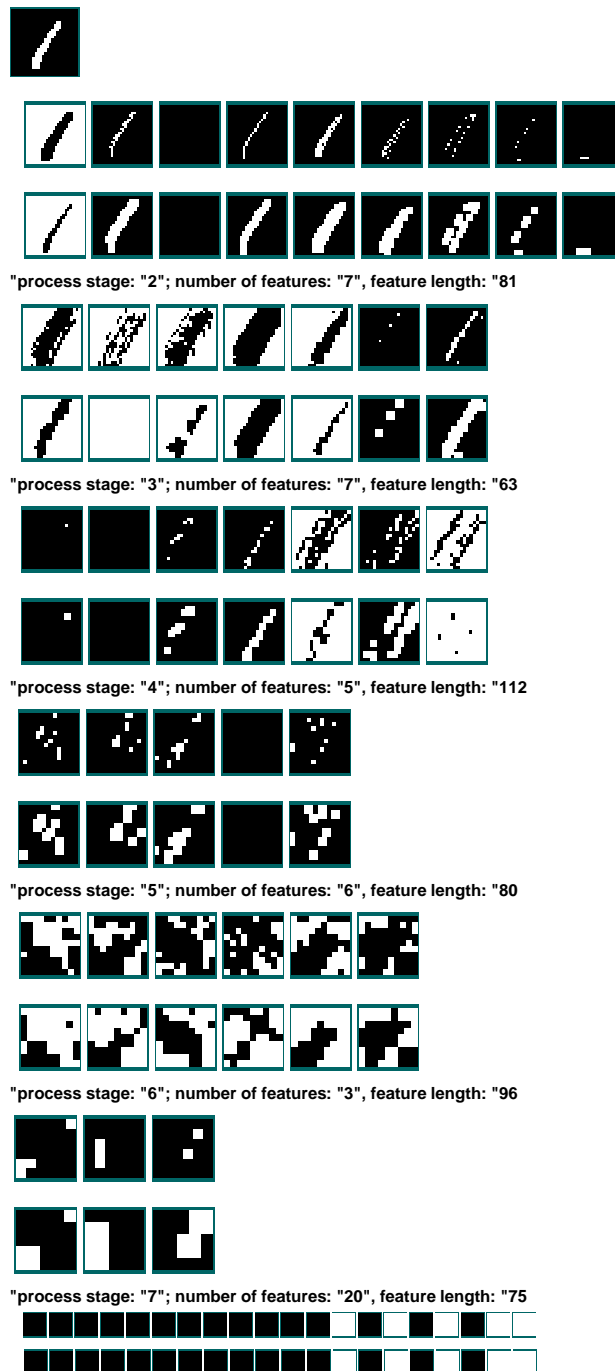 "process stage: "2"; number of features: "7", feature length: "81
"process stage: "3"; number of features: "7", feature length: "63
"process stage: "4"; number of features: "5", feature length: "112
"process stage: "5"; number of features: "6", feature length: "80
"process stage: "6"; number of features: "3", feature length: "96
"process stage: "7"; number of features: "20", feature length: "75